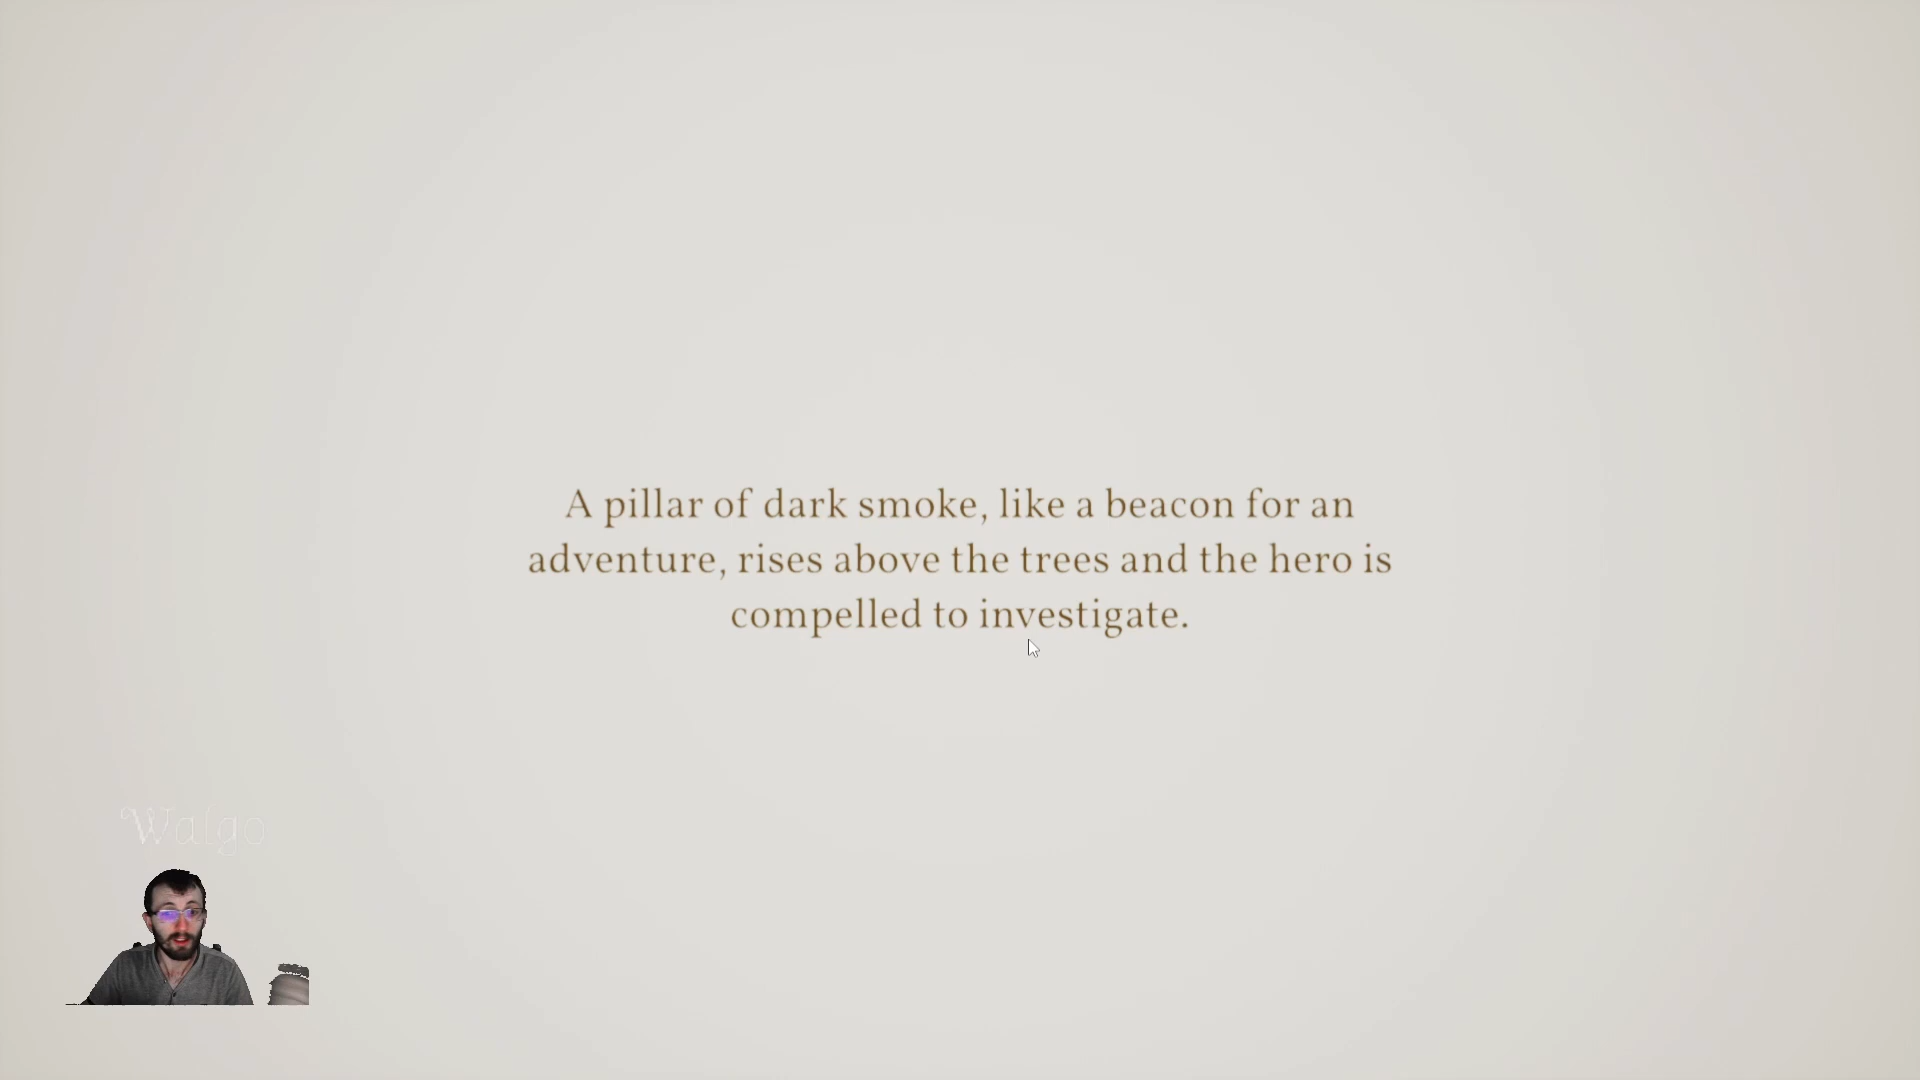 A pillar of dark smoke, like a beacon for an
adventure, rises above the trees and the hero is
compelled to investigate.
Walgo